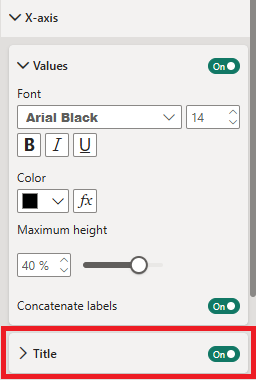 X-axis
Values On
Font
Arial Black 14
B I U
Color
fx
Maximum height
40 %
Concatenate labels On
Title On